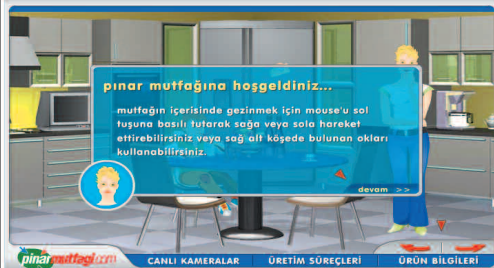 pınar mutfağına hoşgeldiniz...
mutfağın içerisinde gezinmek için mouse'u sol
tuşuna basılı tutarak sağa veya sola hareket
ettirebilirsiniz veya sağ alt köşede bulunan okları
kullanabilirsiniz.
devam >>
pınarmutfagi.com
CANLI KAMERALAR
ÜRETİM SÜREÇLERİ
ÜRÜN BİLGİLERİ